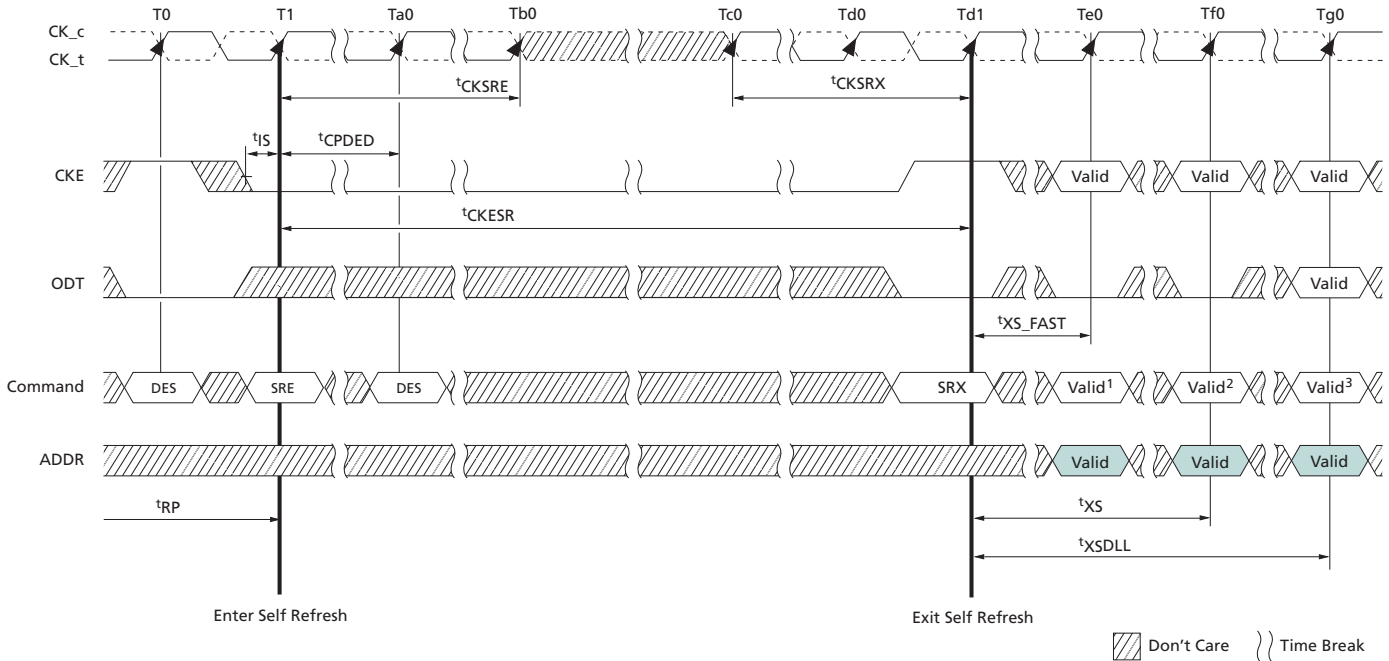 T0 T1 Ta0 Tb0 Tc0 Td0 Td1 Te0 Tf0 Tg0
CK_c
CK_t
tCKSRE tCKSRX
tIS tCPDED
CKE Valid Valid Valid
tCKESR
ODT Valid
tXS_FAST
Command DES SRE DES SRX Valid1 Valid2 Valid3
ADDR Valid Valid Valid
tRP tXS
tXSDLL
Enter Self Refresh Exit Self Refresh
Don't Care Time Break